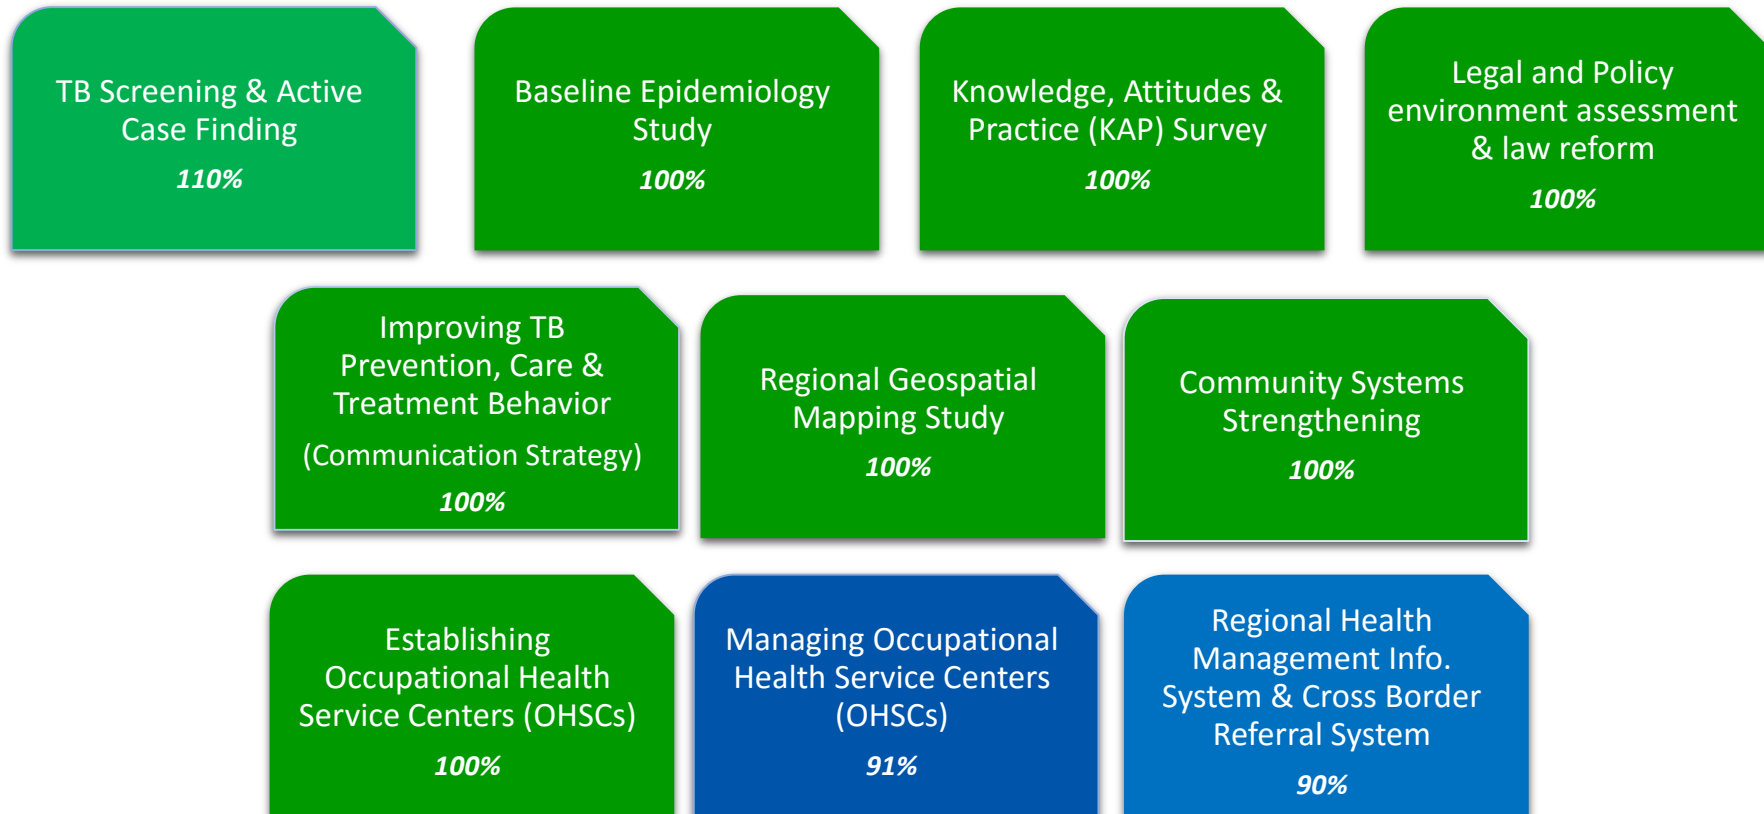 TB Screening & Active
Case Finding
110%
Baseline Epidemiology
Study
100%
Knowledge, Attitudes &
Practice (KAP) Survey
100%
Legal and Policy
environment assessment
& law reform
100%
Improving TB
Prevention, Care &
Treatment Behavior
(Communication Strategy)
100%
Regional Geospatial
Mapping Study
100%
Community Systems
Strengthening
100%
Establishing
Occupational Health
Service Centers (OHSCs)
100%
Managing Occupational
Health Service Centers
(OHSCs)
91%
Regional Health
Management Info.
System & Cross Border
Referral System
90%